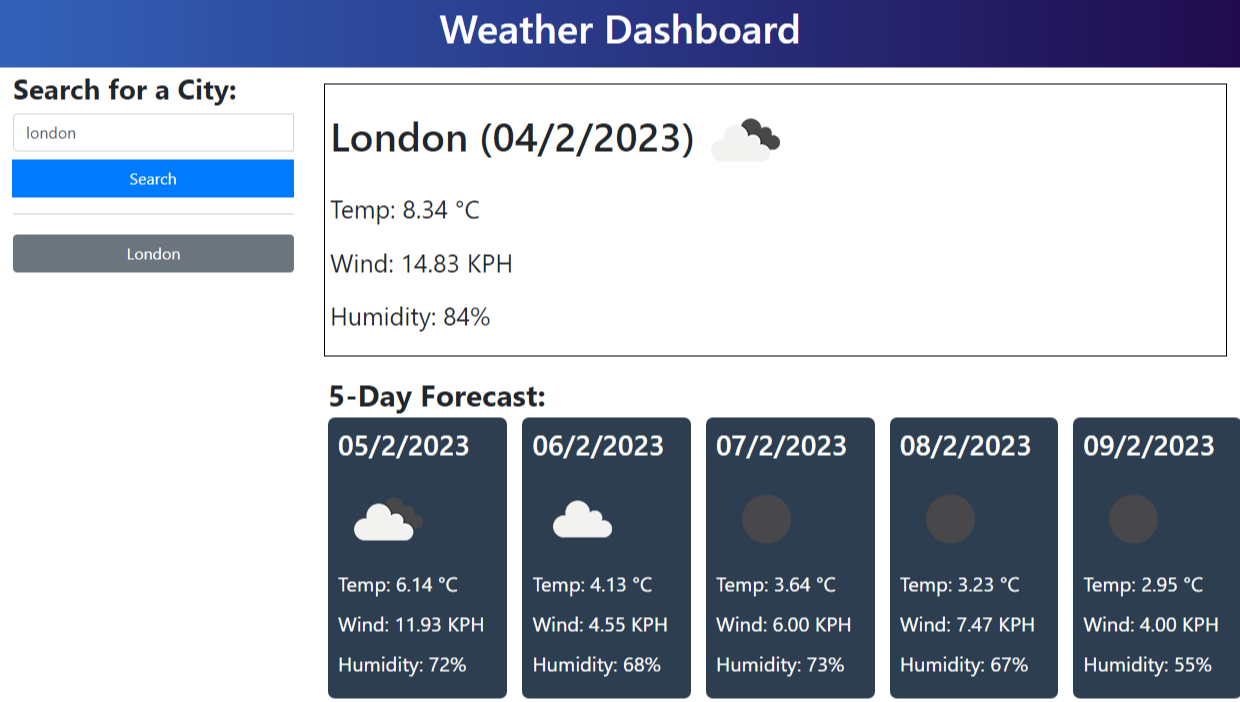 Weather Dashboard
Search for a City:
london
Search
London
London (04/2/2023)
Temp: 8.34 °C
Wind: 14.83 KPH
Humidity: 84%
5-Day Forecast:
05/2/2023
Temp: 6.14 °C
Wind: 11.93 KPH
Humidity: 72%
06/2/2023
Temp: 4.13 °C
Wind: 4.55 KPH
Humidity: 68%
07/2/2023
Temp: 3.64 °C
Wind: 6.00 KPH
Humidity: 73%
08/2/2023
Temp: 3.23 °C
Wind: 7.47 KPH
Humidity: 67%
09/2/2023
Temp: 2.95 °C
Wind: 4.00 KPH
Humidity: 55%